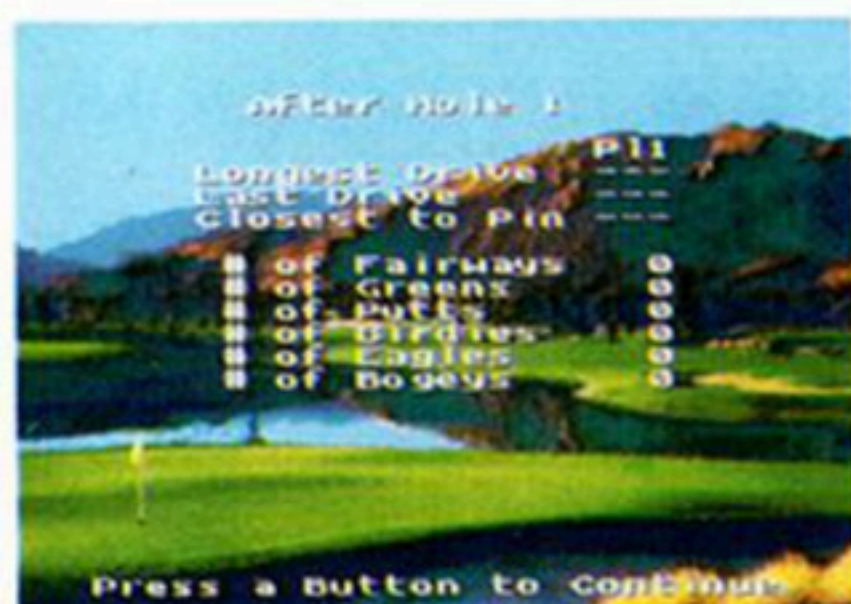 After Hole 1
Pl1
Longest Drive ---
Last Drive ---
Closest to Pin ---
# of Fairways 0
# of Greens 0
# of Putts 0
# of Birdies 0
# of Eagles 0
# of Bogeys 0
Press a Button to Continue